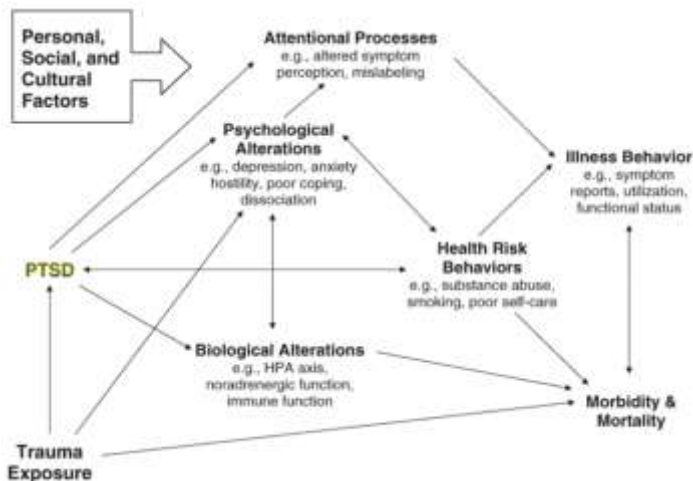 Personal,
Social, and
Cultural
Factors
Attentional Processes
e.g., altered symptom
perception, mislabeling
Psychological
Alterations
e.g., depression, anxiety
hostility, poor coping,
dissociation
Illness Behavior
e.g., symptom
reports, utilization,
functional status
PTSD
Health Risk
Behaviors
e.g., substance abuse,
smoking, poor self-care
Biological Alterations
e.g., HPA axis,
noradrenergic function,
immune function
Morbidity &
Mortality
Trauma
Exposure